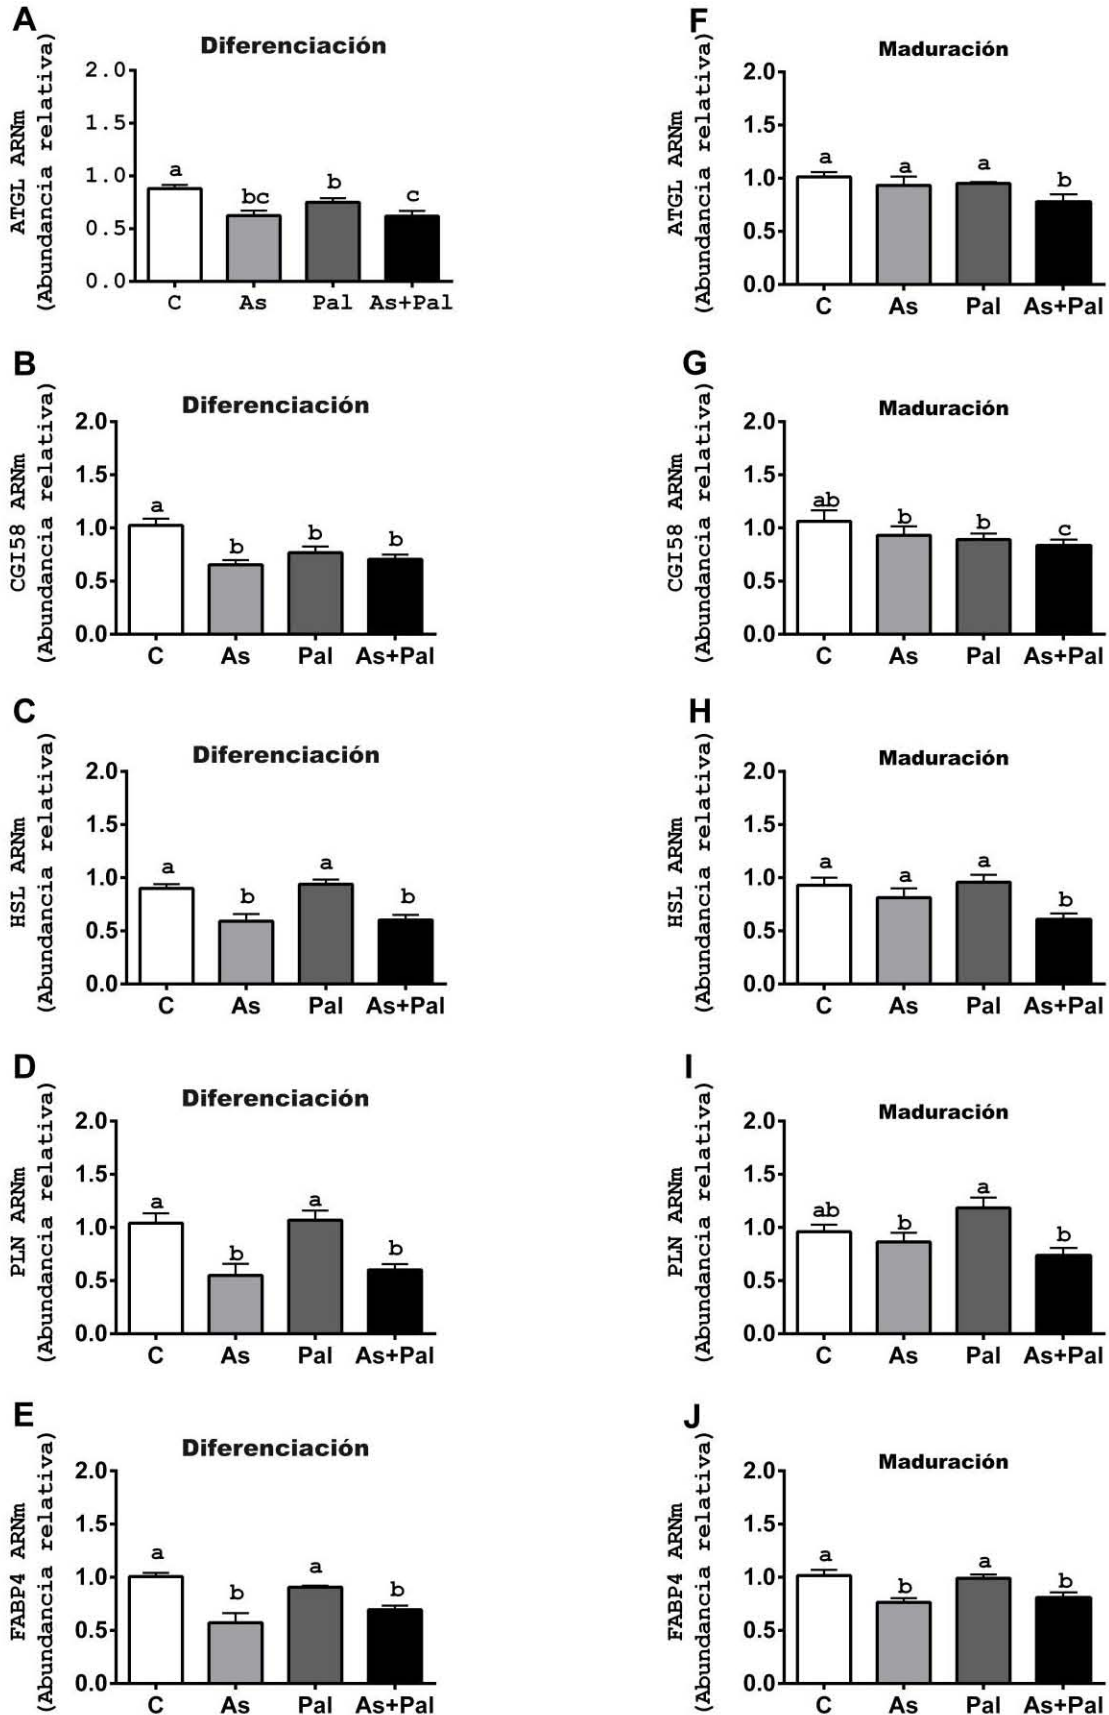 A
Diferenciación
ATGL ARNm
(Abundancia relativa)
2.0
1.5
1.0
0.5
0.0
a
bc
b
c
C As Pal As+Pal
F
Maduración
ATGL ARNm
(Abundancia relativa)
2.0
1.5
1.0
0.5
0.0
a
a
a
b
C As Pal As+Pal
B
Diferenciación
CGI58 ARNm
(Abundancia relativa)
2.0
1.5
1.0
0.5
0.0
a
b
b
b
C As Pal As+Pal
G
Maduración
CGI58 ARNm
(Abundancia relativa)
2.0
1.5
1.0
0.5
0.0
ab
b
b
c
C As Pal As+Pal
C
Diferenciación
HSL ARNm
(Abundancia relativa)
2.0
1.5
1.0
0.5
0.0
a
b
a
b
C As Pal As+Pal
H
Maduración
HSL ARNm
(Abundancia relativa)
2.0
1.5
1.0
0.5
0.0
a
a
a
b
C As Pal As+Pal
D
Diferenciación
PLN ARNm
(Abundancia relativa)
2.0
1.5
1.0
0.5
0.0
a
b
a
b
C As Pal As+Pal
I
Maduración
PLN ARNm
(Abundancia relativa)
2.0
1.5
1.0
0.5
0.0
ab
b
a
b
C As Pal As+Pal
E
Diferenciación
FABP4 ARNm
(Abundancia relativa)
2.0
1.5
1.0
0.5
0.0
a
b
a
b
C As Pal As+Pal
J
Maduración
FABP4 ARNm
(Abundancia relativa)
2.0
1.5
1.0
0.5
0.0
a
b
a
b
C As Pal As+Pal